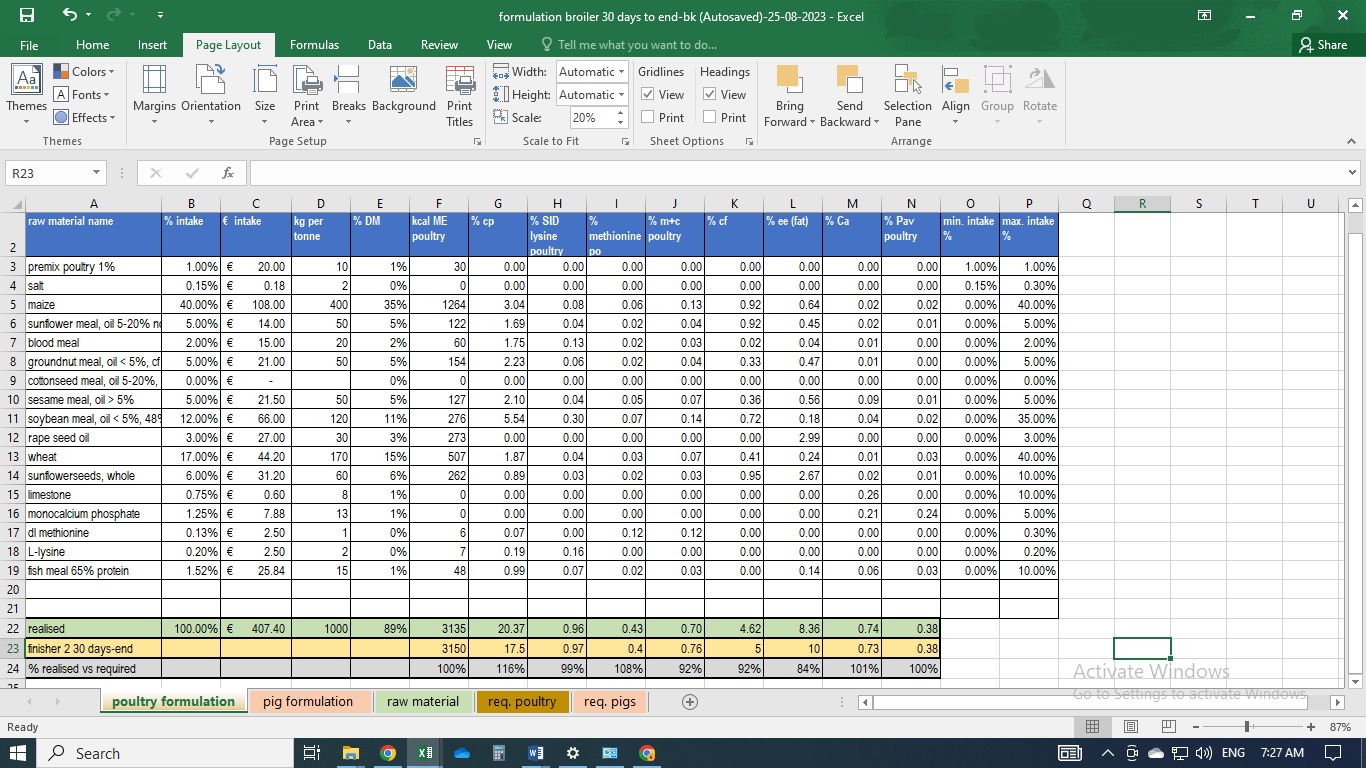 formulation broiler 30 days to end-bk (Autosaved)-25-08-2023 - Excel
File Home Insert Page Layout Formulas Data Review View Tell me what you want to do... Share
Themes Colors Fonts Effects Margins Orientation Size Print Area Breaks Background Print Titles Width: Automatic Height: Automatic Scale: 20% Gridlines View Print Headings View Print Bring Forward Send Backward Selection Pane Align Group Rotate
Themes Page Setup Scale to Fit Sheet Options Arrange
R23 fx
A B C D E F G H I J K L M N O P Q R S T U
2 raw material name % intake € intake kg per tonne % DM kcal ME poultry % cp % SID lysine poultry % methionine po % m+c poultry % cf % ee (fat) % Ca % Pav poultry min. intake % max. intake %
3 premix poultry 1% 1.00% € 20.00 10 1% 30 0.00 0.00 0.00 0.00 0.00 0.00 0.00 0.00 1.00% 1.00%
4 salt 0.15% € 0.18 2 0% 0 0.00 0.00 0.00 0.00 0.00 0.00 0.00 0.00 0.15% 0.30%
5 maize 40.00% € 108.00 400 35% 1264 3.04 0.08 0.06 0.13 0.92 0.64 0.02 0.02 0.00% 40.00%
6 sunflower meal, oil 5-20% 5.00% € 14.00 50 5% 122 1.69 0.04 0.02 0.04 0.92 0.45 0.02 0.01 0.00% 5.00%
7 blood meal 2.00% € 15.00 20 2% 60 1.75 0.13 0.02 0.03 0.02 0.04 0.01 0.00 0.00% 2.00%
8 groundnut meal, oil < 5%, cf 5.00% € 21.00 50 5% 154 2.23 0.06 0.02 0.04 0.33 0.47 0.01 0.00 0.00% 5.00%
9 cottonseed meal, oil 5-20%, 0.00% € - 0% 0 0.00 0.00 0.00 0.00 0.00 0.00 0.00 0.00 0.00% 0.00%
10 sesame meal, oil > 5% 5.00% € 21.50 50 5% 127 2.10 0.04 0.05 0.07 0.36 0.56 0.09 0.01 0.00% 5.00%
11 soybean meal, oil < 5%, 48% 12.00% € 66.00 120 11% 276 5.54 0.30 0.07 0.14 0.72 0.18 0.04 0.02 0.00% 35.00%
12 rape seed oil 3.00% € 27.00 30 3% 273 0.00 0.00 0.00 0.00 0.00 2.99 0.00 0.00 0.00% 3.00%
13 wheat 17.00% € 44.20 170 15% 507 1.87 0.04 0.03 0.07 0.41 0.24 0.01 0.03 0.00% 40.00%
14 sunflowerseeds, whole 6.00% € 31.20 60 6% 262 0.89 0.03 0.02 0.03 0.95 2.67 0.02 0.01 0.00% 10.00%
15 limestone 0.75% € 0.60 8 1% 0 0.00 0.00 0.00 0.00 0.00 0.00 0.26 0.00 0.00% 10.00%
16 monocalcium phosphate 1.25% € 7.88 13 1% 0 0.00 0.00 0.00 0.00 0.00 0.00 0.21 0.24 0.00% 5.00%
17 dl methionine 0.13% € 2.50 1 0% 6 0.07 0.00 0.12 0.12 0.00 0.00 0.00 0.00 0.00% 0.30%
18 L-lysine 0.20% € 2.50 2 0% 7 0.19 0.16 0.00 0.00 0.00 0.00 0.00 0.00 0.00% 0.20%
19 fish meal 65% protein 1.52% € 25.84 15 1% 48 0.99 0.07 0.02 0.03 0.00 0.14 0.06 0.03 0.00% 10.00%
20
21
22 realised 100.00% € 407.40 1000 89% 3135 20.37 0.96 0.43 0.70 4.62 8.36 0.74 0.38
23 finisher 2 30 days-end 3150 17.5 0.97 0.4 0.76 5 10 0.73 0.38
24 % realised vs required 100% 116% 99% 108% 92% 92% 84% 101% 100%
Activate Windows
Go to Settings to activate Windows.
poultry formulation pig formulation raw material req. poultry req. pigs
Ready 87%
Search ENG 7:27 AM